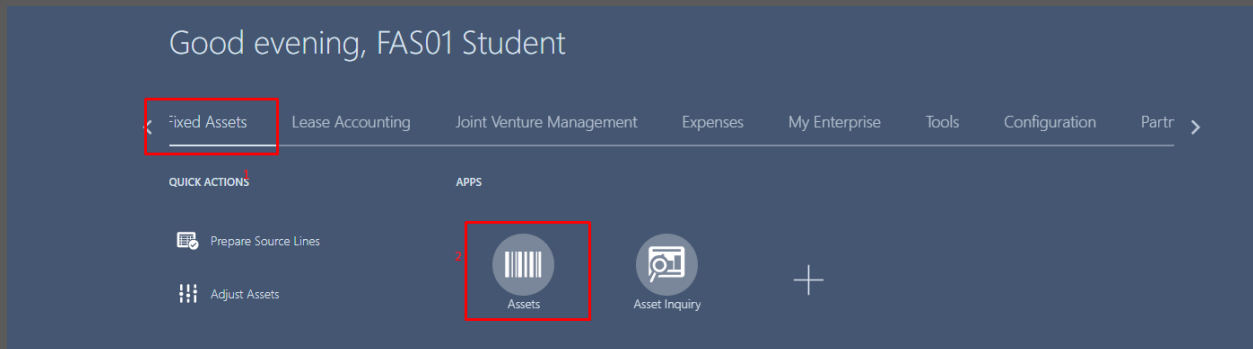 Good evening, FAS01 Student
Fixed Assets Lease Accounting Joint Venture Management Expenses My Enterprise Tools Configuration Partr
1
QUICK ACTIONS APPS
Prepare Source Lines
2
Adjust Assets
Assets Asset Inquiry